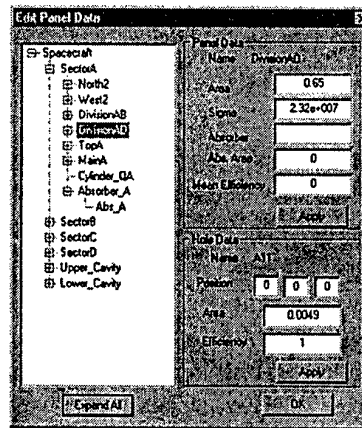 Edit Panel Data
Spacecraft
SectorA
North2
West2
DivisionAB
DivisionAD
TopA
MainA
Cylinder_QA
Absorber_A
Abs_A
SectorB
SectorC
SectorD
Upper_Cavity
Lower_Cavity
Expand All
Panel Data
Name DivisionAD
Area 0.65
Sigma 2.32e+007
Absorber
Abs. Area 0
Mean Efficiency 0
Apply
Hole Data
Name
Position 0 0 0
Area 0.0049
Efficiency 1
Apply
OK